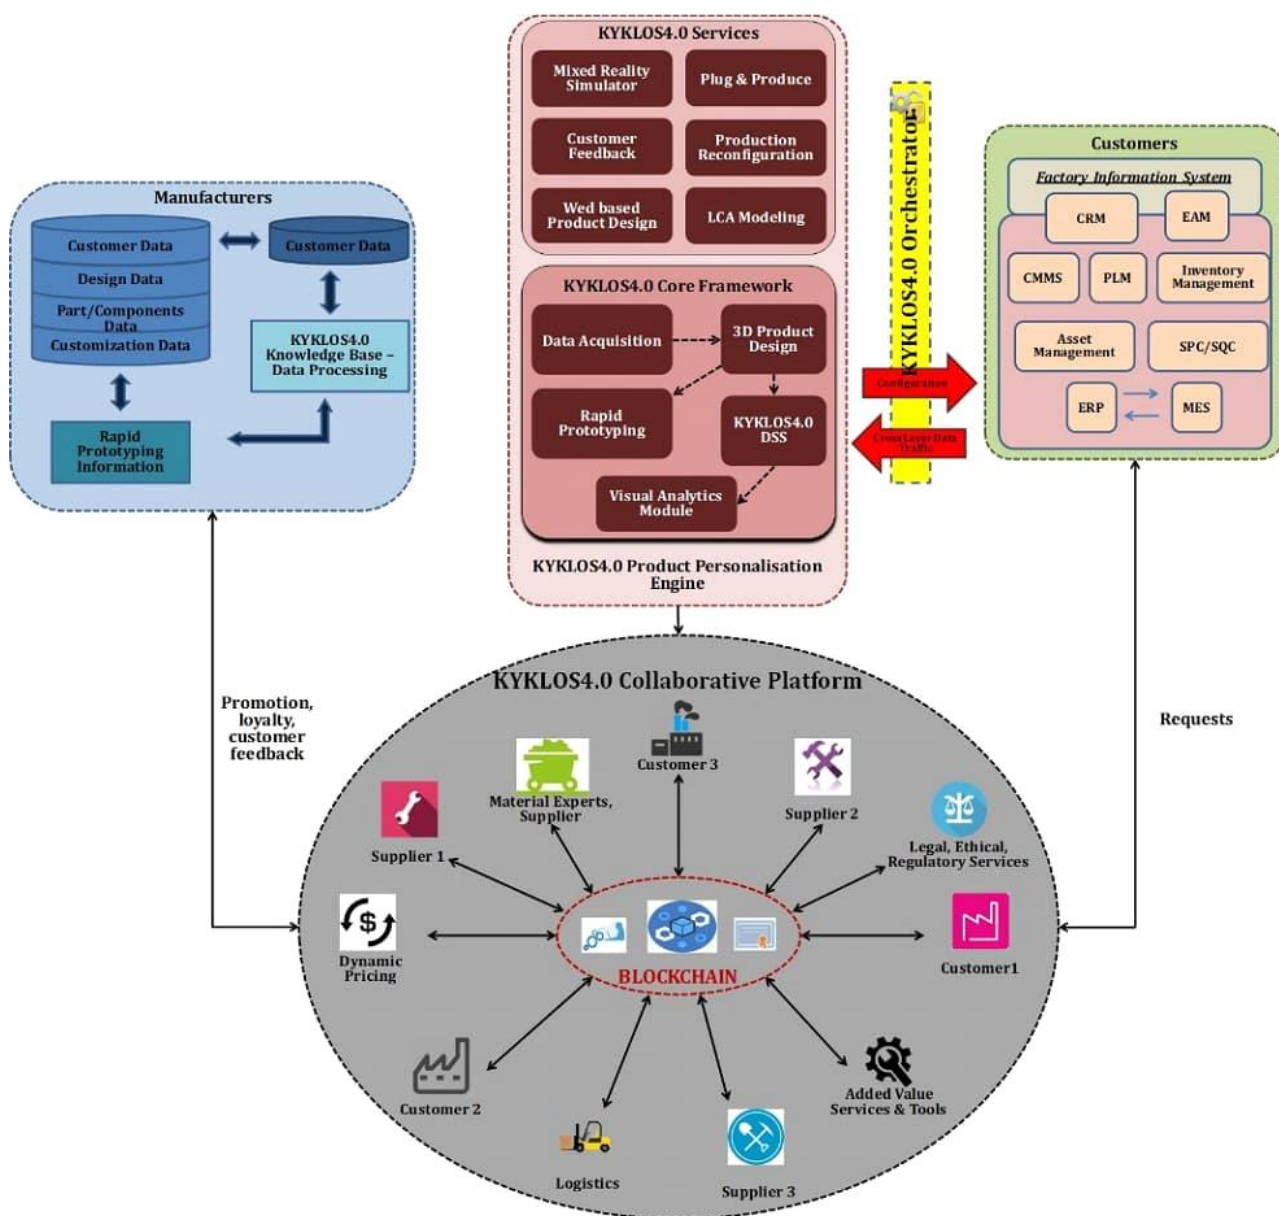 KYKLOS4.0 Services
Mixed Reality
Simulator
Plug & Produce
Customer
Feedback
Production
Reconfiguration
Wed based
Product Design
LCA Modeling
KYKLOS4.0 Core Framework
Data Acquisition
3D Product
Design
Rapid
Prototyping
KYKLOS4.0
DSS
Visual Analytics
Module
KYKLOS4.0 Product Personalisation
Engine
Manufacturers
Customer Data
Design Data
Part/Components
Data
Customization Data
Customer Data
KYKLOS4.0
Knowledge Base –
Data Processing
Rapid
Prototyping
Information
KYKLOS4.0 Orchestrator
Configuration
Cross Layer Data
Traffic
Customers
Factory Information System
CRM
EAM
CMMS
PLM
Inventory
Management
Asset
Management
SPC/SQC
ERP
MES
Promotion,
loyalty,
customer
feedback
Requests
KYKLOS4.0 Collaborative Platform
Customer 3
Material Experts,
Supplier
Supplier 2
Supplier 1
Legal, Ethical,
Regulatory Services
$
Dynamic
Pricing
BLOCKCHAIN
Customer1
Customer 2
Added Value
Services & Tools
Logistics
Supplier 3